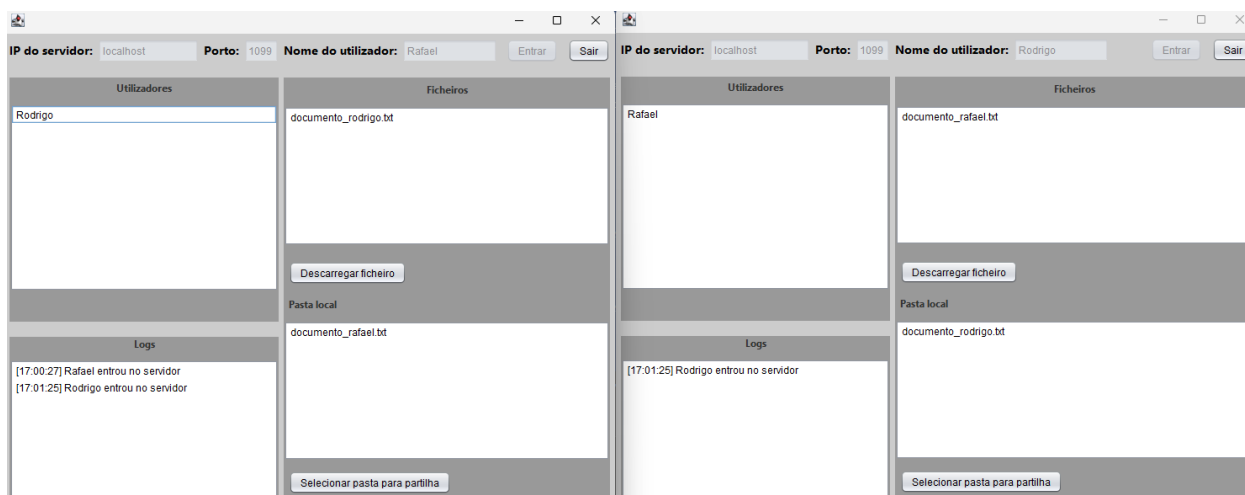 IP do servidor: localhost Porto: 1099 Nome do utilizador: Rafael Entrar Sair
Utilizadores
Rodrigo
Ficheiros
documento_rodrigo.txt
Descarregar ficheiro
Pasta local
documento_rafael.txt
Selecionar pasta para partilha
Logs
[17:00:27] Rafael entrou no servidor
[17:01:25] Rodrigo entrou no servidor
IP do servidor: localhost Porto: 1099 Nome do utilizador: Rodrigo Entrar Sair
Utilizadores
Rafael
Ficheiros
documento_rafael.txt
Descarregar ficheiro
Pasta local
documento_rodrigo.txt
Selecionar pasta para partilha
Logs
[17:01:25] Rodrigo entrou no servidor